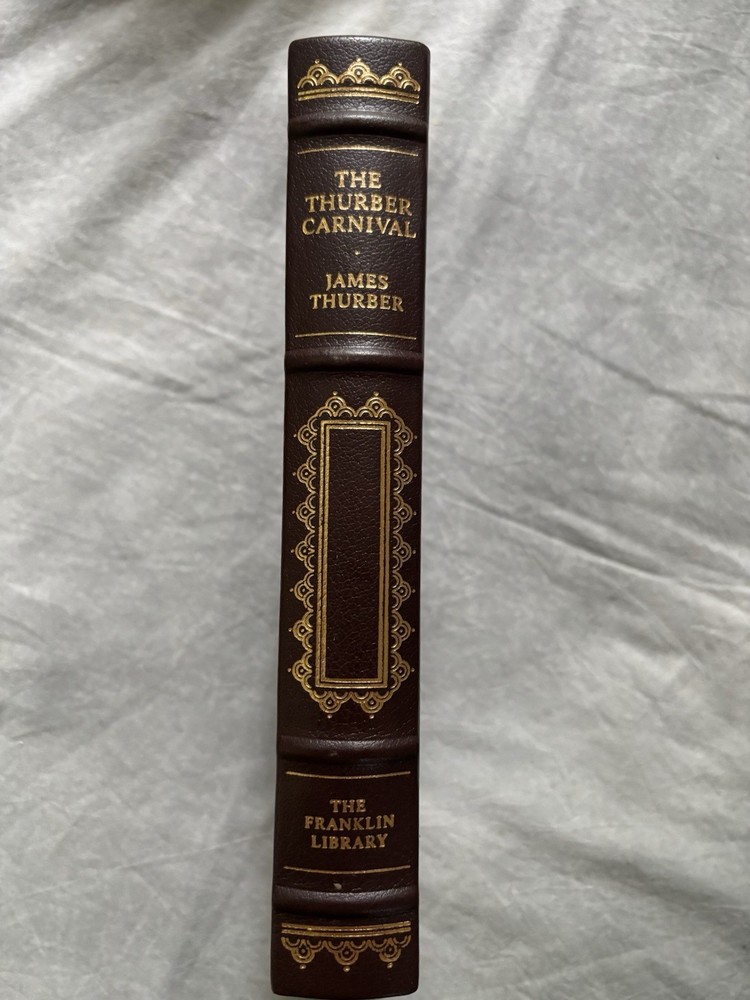 THE
THURBER
CARNIVAL
JAMES
THURBER
THE
FRANKLIN
LIBRARY